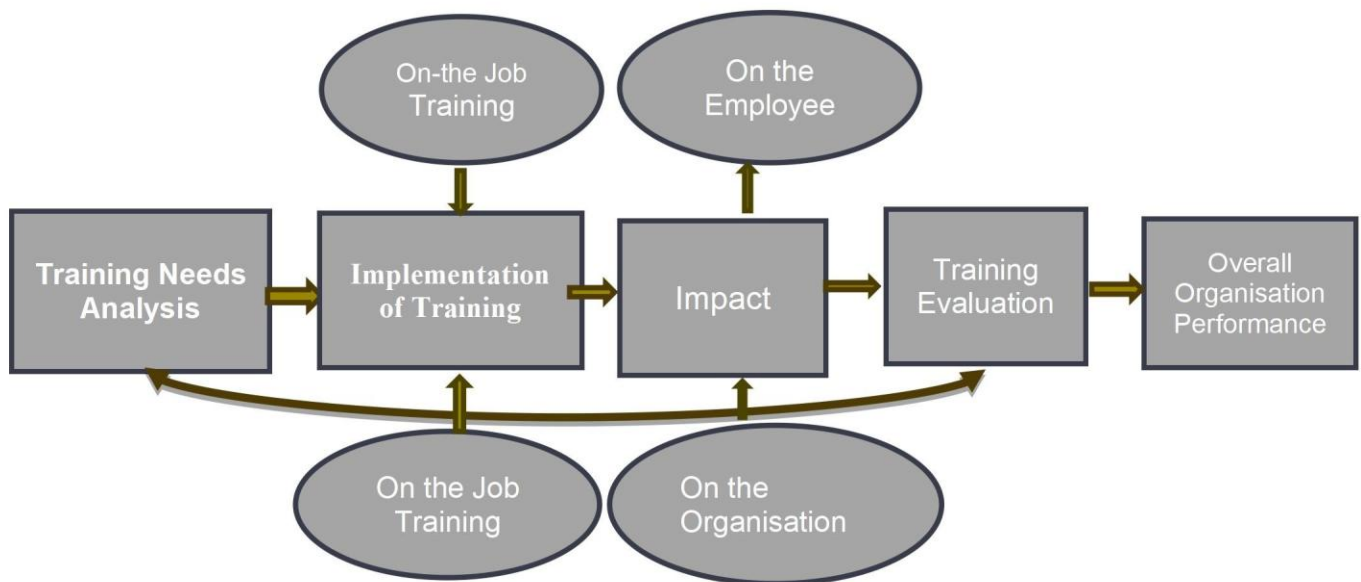 On-the Job
Training
On the
Employee
Training Needs
Analysis
Implementation
of Training
Impact
Training
Evaluation
Overall
Organisation
Performance
On the Job
Training
On the
Organisation